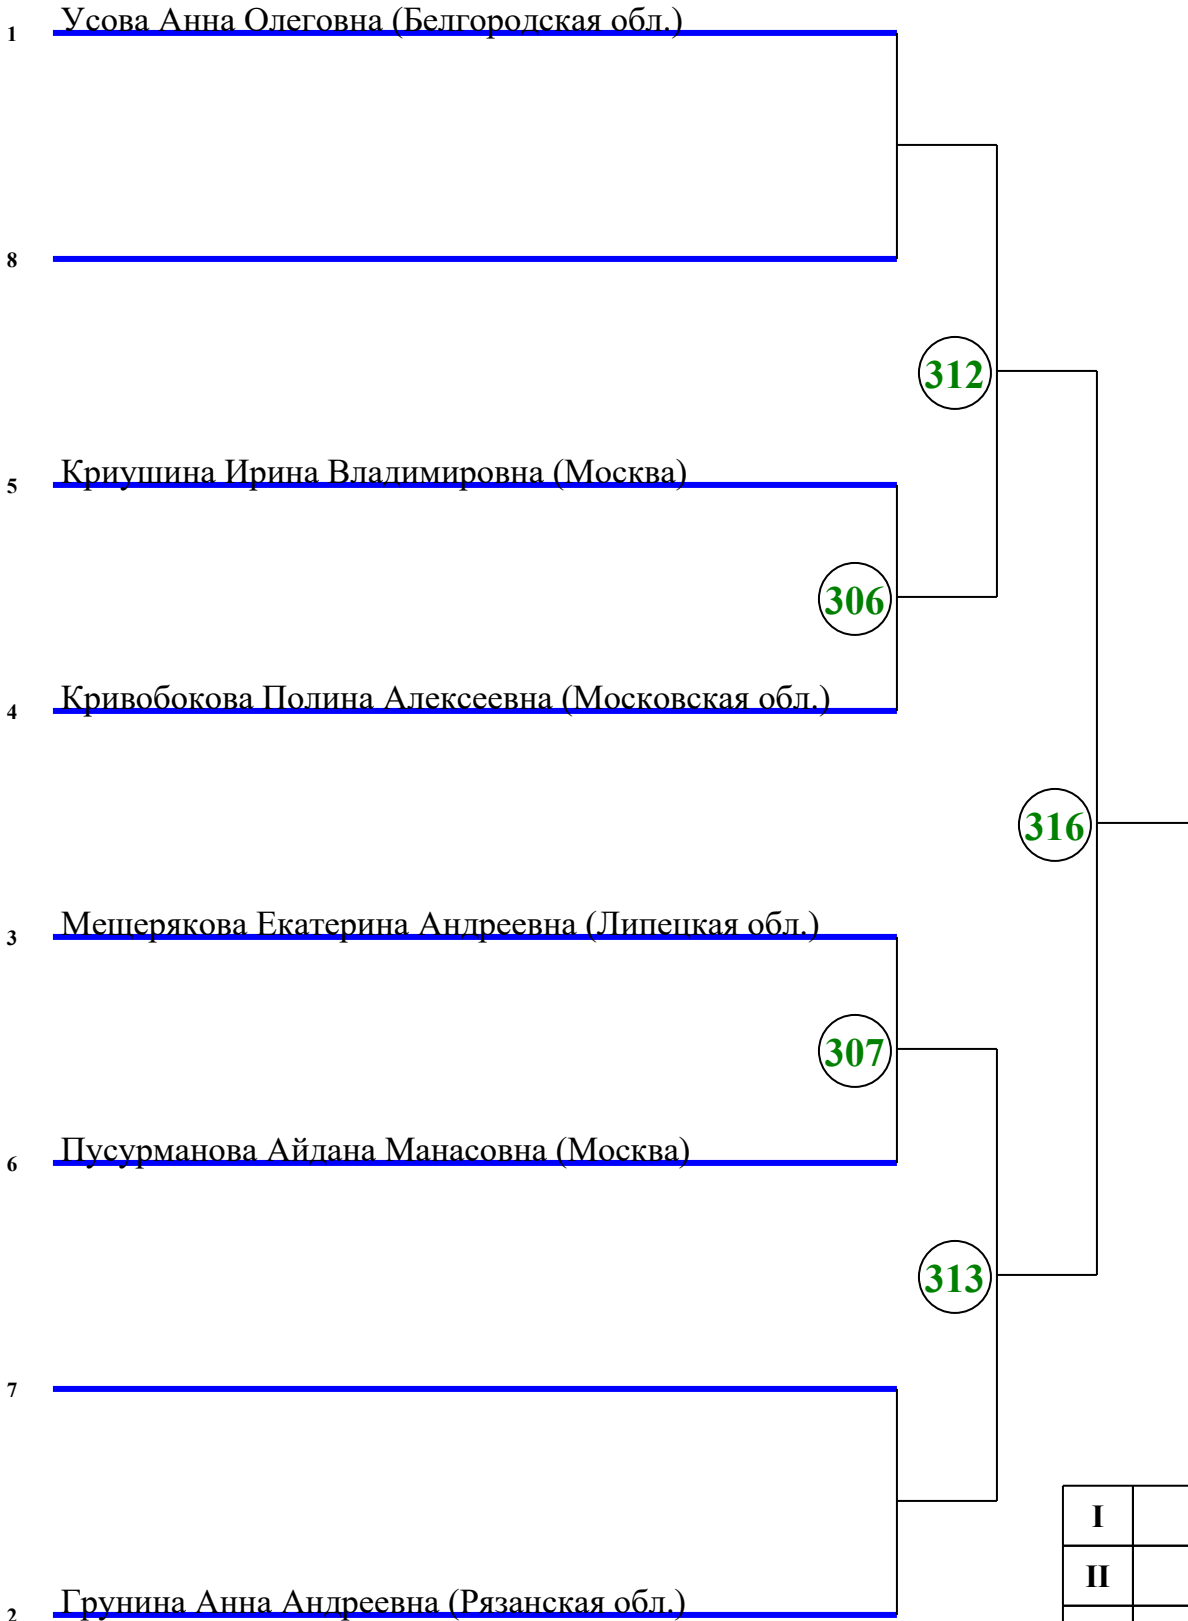 1 Усова Анна Олеговна (Белгородская обл.)
8
312
5 Криушина Ирина Владимировна (Москва)
306
4 Кривобокова Полина Алексеевна (Московская обл.)
316
3 Мещерякова Екатерина Андреевна (Липецкая обл.)
307
6 Пусурманова Айдана Манасовна (Москва)
313
7
I
II
2 Грунина Анна Андреевна (Рязанская обл.)